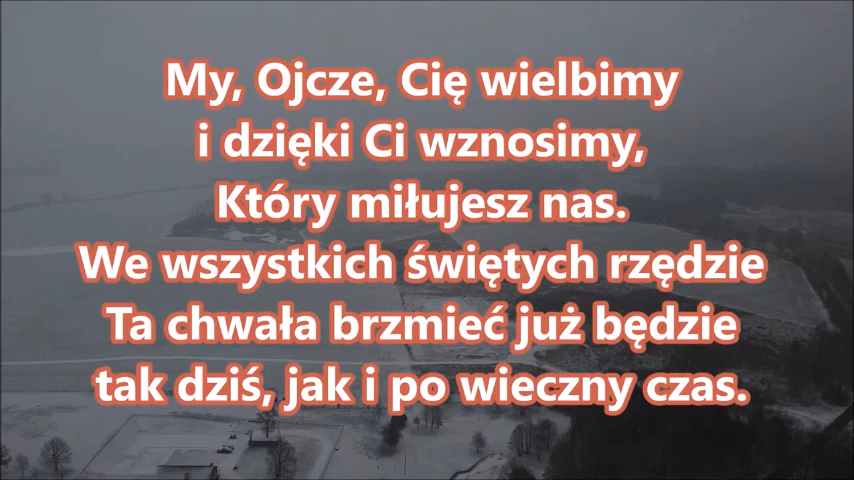 My, Ojcze, Cię wielbimy
i dzięki Ci wznosimy,
Który miłujesz nas.
We wszystkich świętych rzędzie
Ta chwała brzmieć już będzie
tak dziś, jak i po wieczny czas.